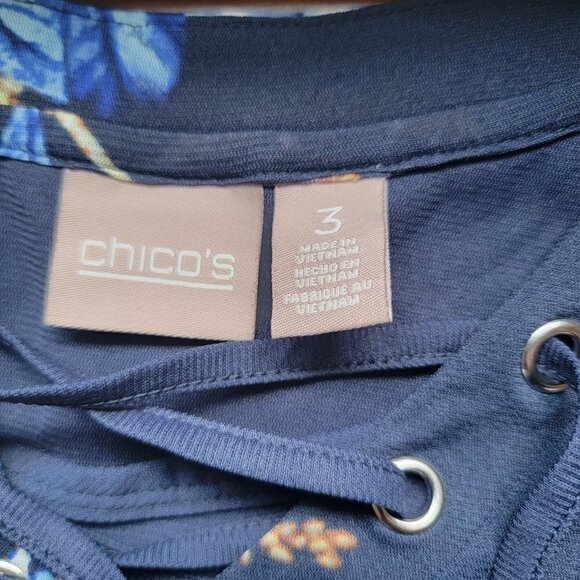 chico's
3
MADE IN
VIETNAM
HECHO EN
VIETNAM
FABRIQUÉ AU
VIETNAM